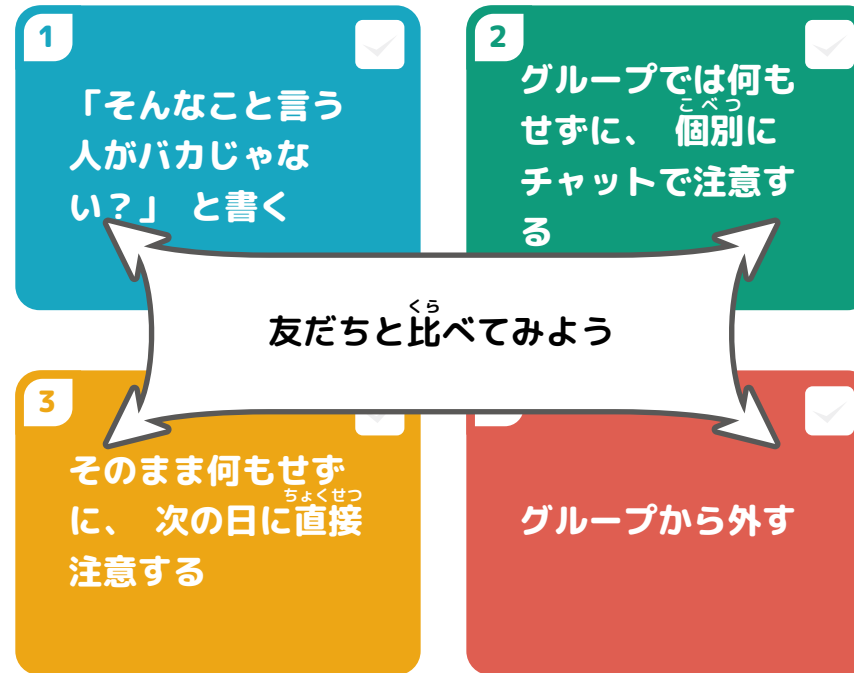 1
「そんなこと言う
人がバカじゃな
い？」 と書く
2
グループでは何も
せずに、 個別に
こべつ
チャットで注意す
る
友だちと比べてみよう
くら
3
そのまま何もせず
に、 次の日に直接
ちょくせつ
注意する
グループから外す